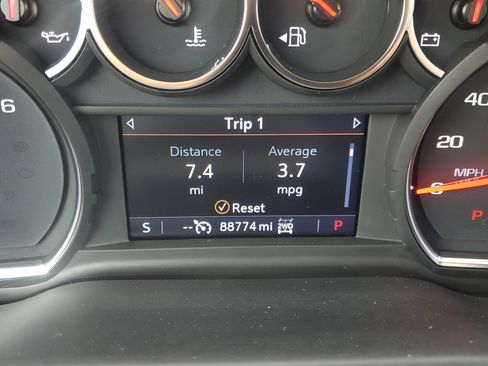 Trip 1
Distance Average
7.4 3.7
mi mpg
Reset
S -- 88774 mi 2WD P
6
40
20
MPH
P